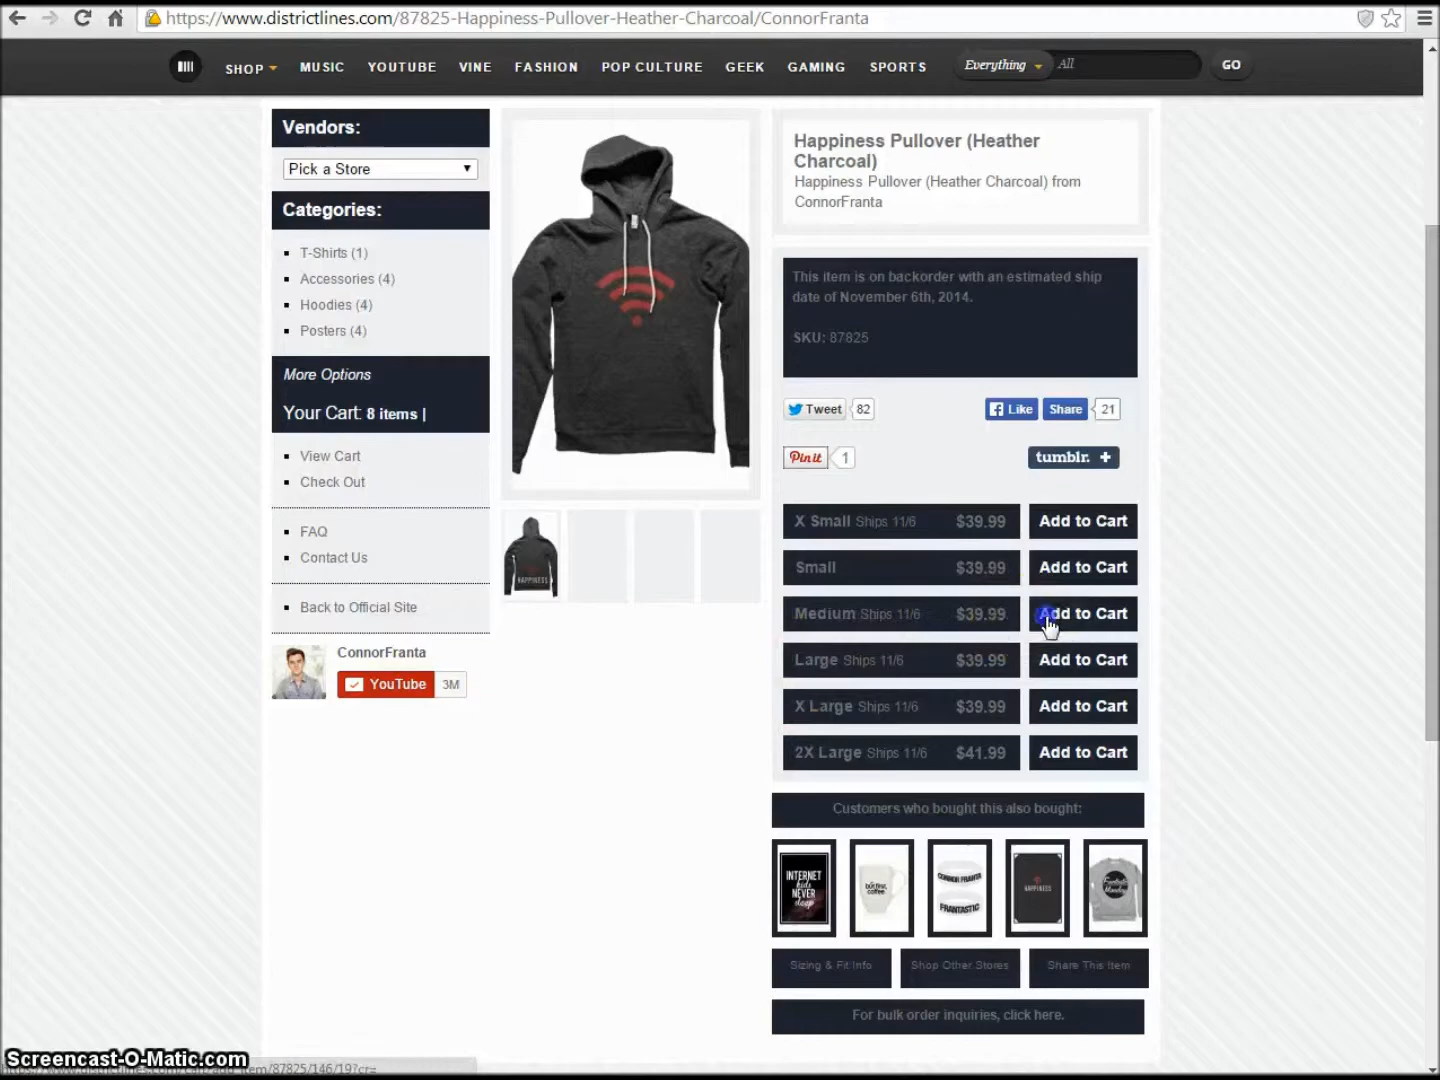 https://www.districtlines.com/87825-Happiness-Pullover-Heather-Charcoal/ConnorFranta
SHOP MUSIC YOUTUBE VINE FASHION POP CULTURE GEEK GAMING SPORTS Everything All GO
Vendors:
Pick a Store
Categories:
T-Shirts (1)
Accessories (4)
Hoodies (4)
Posters (4)
More Options
Your Cart: 8 items |
View Cart
Check Out
FAQ
Contact Us
Back to Official Site
ConnorFranta
YouTube 3M
HAPPINESS
Happiness Pullover (Heather
Charcoal)
Happiness Pullover (Heather Charcoal) from
ConnorFranta
This item is on backorder with an estimated ship
date of November 6th, 2014.
SKU: 87825
Tweet 82 Like Share 21
Pin it 1 tumblr. +
X Small Ships 11/6 $39.99 Add to Cart
Small $39.99 Add to Cart
Medium Ships 11/6 $39.99 Add to Cart
Large Ships 11/6 $39.99 Add to Cart
X Large Ships 11/6 $39.99 Add to Cart
2X Large Ships 11/6 $41.99 Add to Cart
Customers who bought this also bought:
INTERNET
kids
NEVER
sleep
coffee
CONNOR FRANTA
FRANTASTIC
HAPPINESS
Sizing & Fit Info Shop Other Stores Share This Item
For bulk order inquiries, click here.
Screencast-O-Matic.com